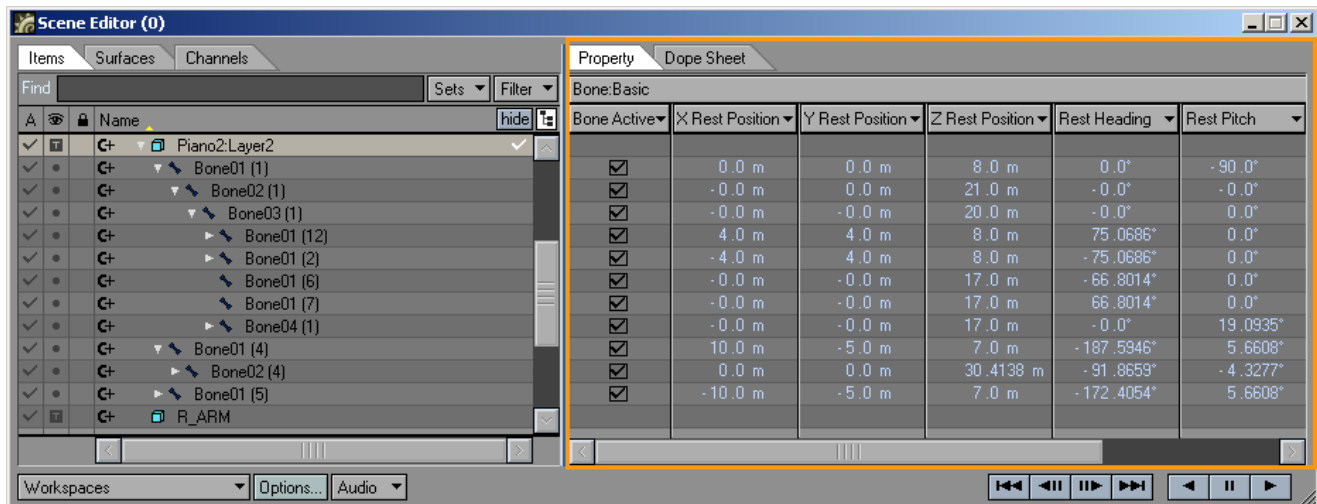 Scene Editor (0)
Items Surfaces Channels Property Dope Sheet
Find Sets Filter Bone:Basic
A Name hide Bone Active X Rest Position Y Rest Position Z Rest Position Rest Heading Rest Pitch
T C+ Piano2:Layer2
C+ Bone01 (1) 0.0 m 0.0 m 8.0 m 0.0° -90.0°
C+ Bone02 (1) -0.0 m 0.0 m 21.0 m -0.0° -0.0°
C+ Bone03 (1) -0.0 m -0.0 m 20.0 m -0.0° 0.0°
C+ Bone01 (12) 4.0 m 4.0 m 8.0 m 75.0686° 0.0°
C+ Bone01 (2) -4.0 m 4.0 m 8.0 m -75.0686° 0.0°
C+ Bone01 (6) -0.0 m -0.0 m 17.0 m -66.8014° 0.0°
C+ Bone01 (7) -0.0 m -0.0 m 17.0 m 66.8014° 0.0°
C+ Bone04 (1) -0.0 m -0.0 m 17.0 m -0.0° 19.0935°
C+ Bone01 (4) 10.0 m -5.0 m 7.0 m -187.5946° 5.6608°
C+ Bone02 (4) 0.0 m 0.0 m 30.4138 m -91.8659° -4.3277°
C+ Bone01 (5) -10.0 m -5.0 m 7.0 m -172.4054° 5.6608°
T C+ R_ARM
Workspaces Options... Audio